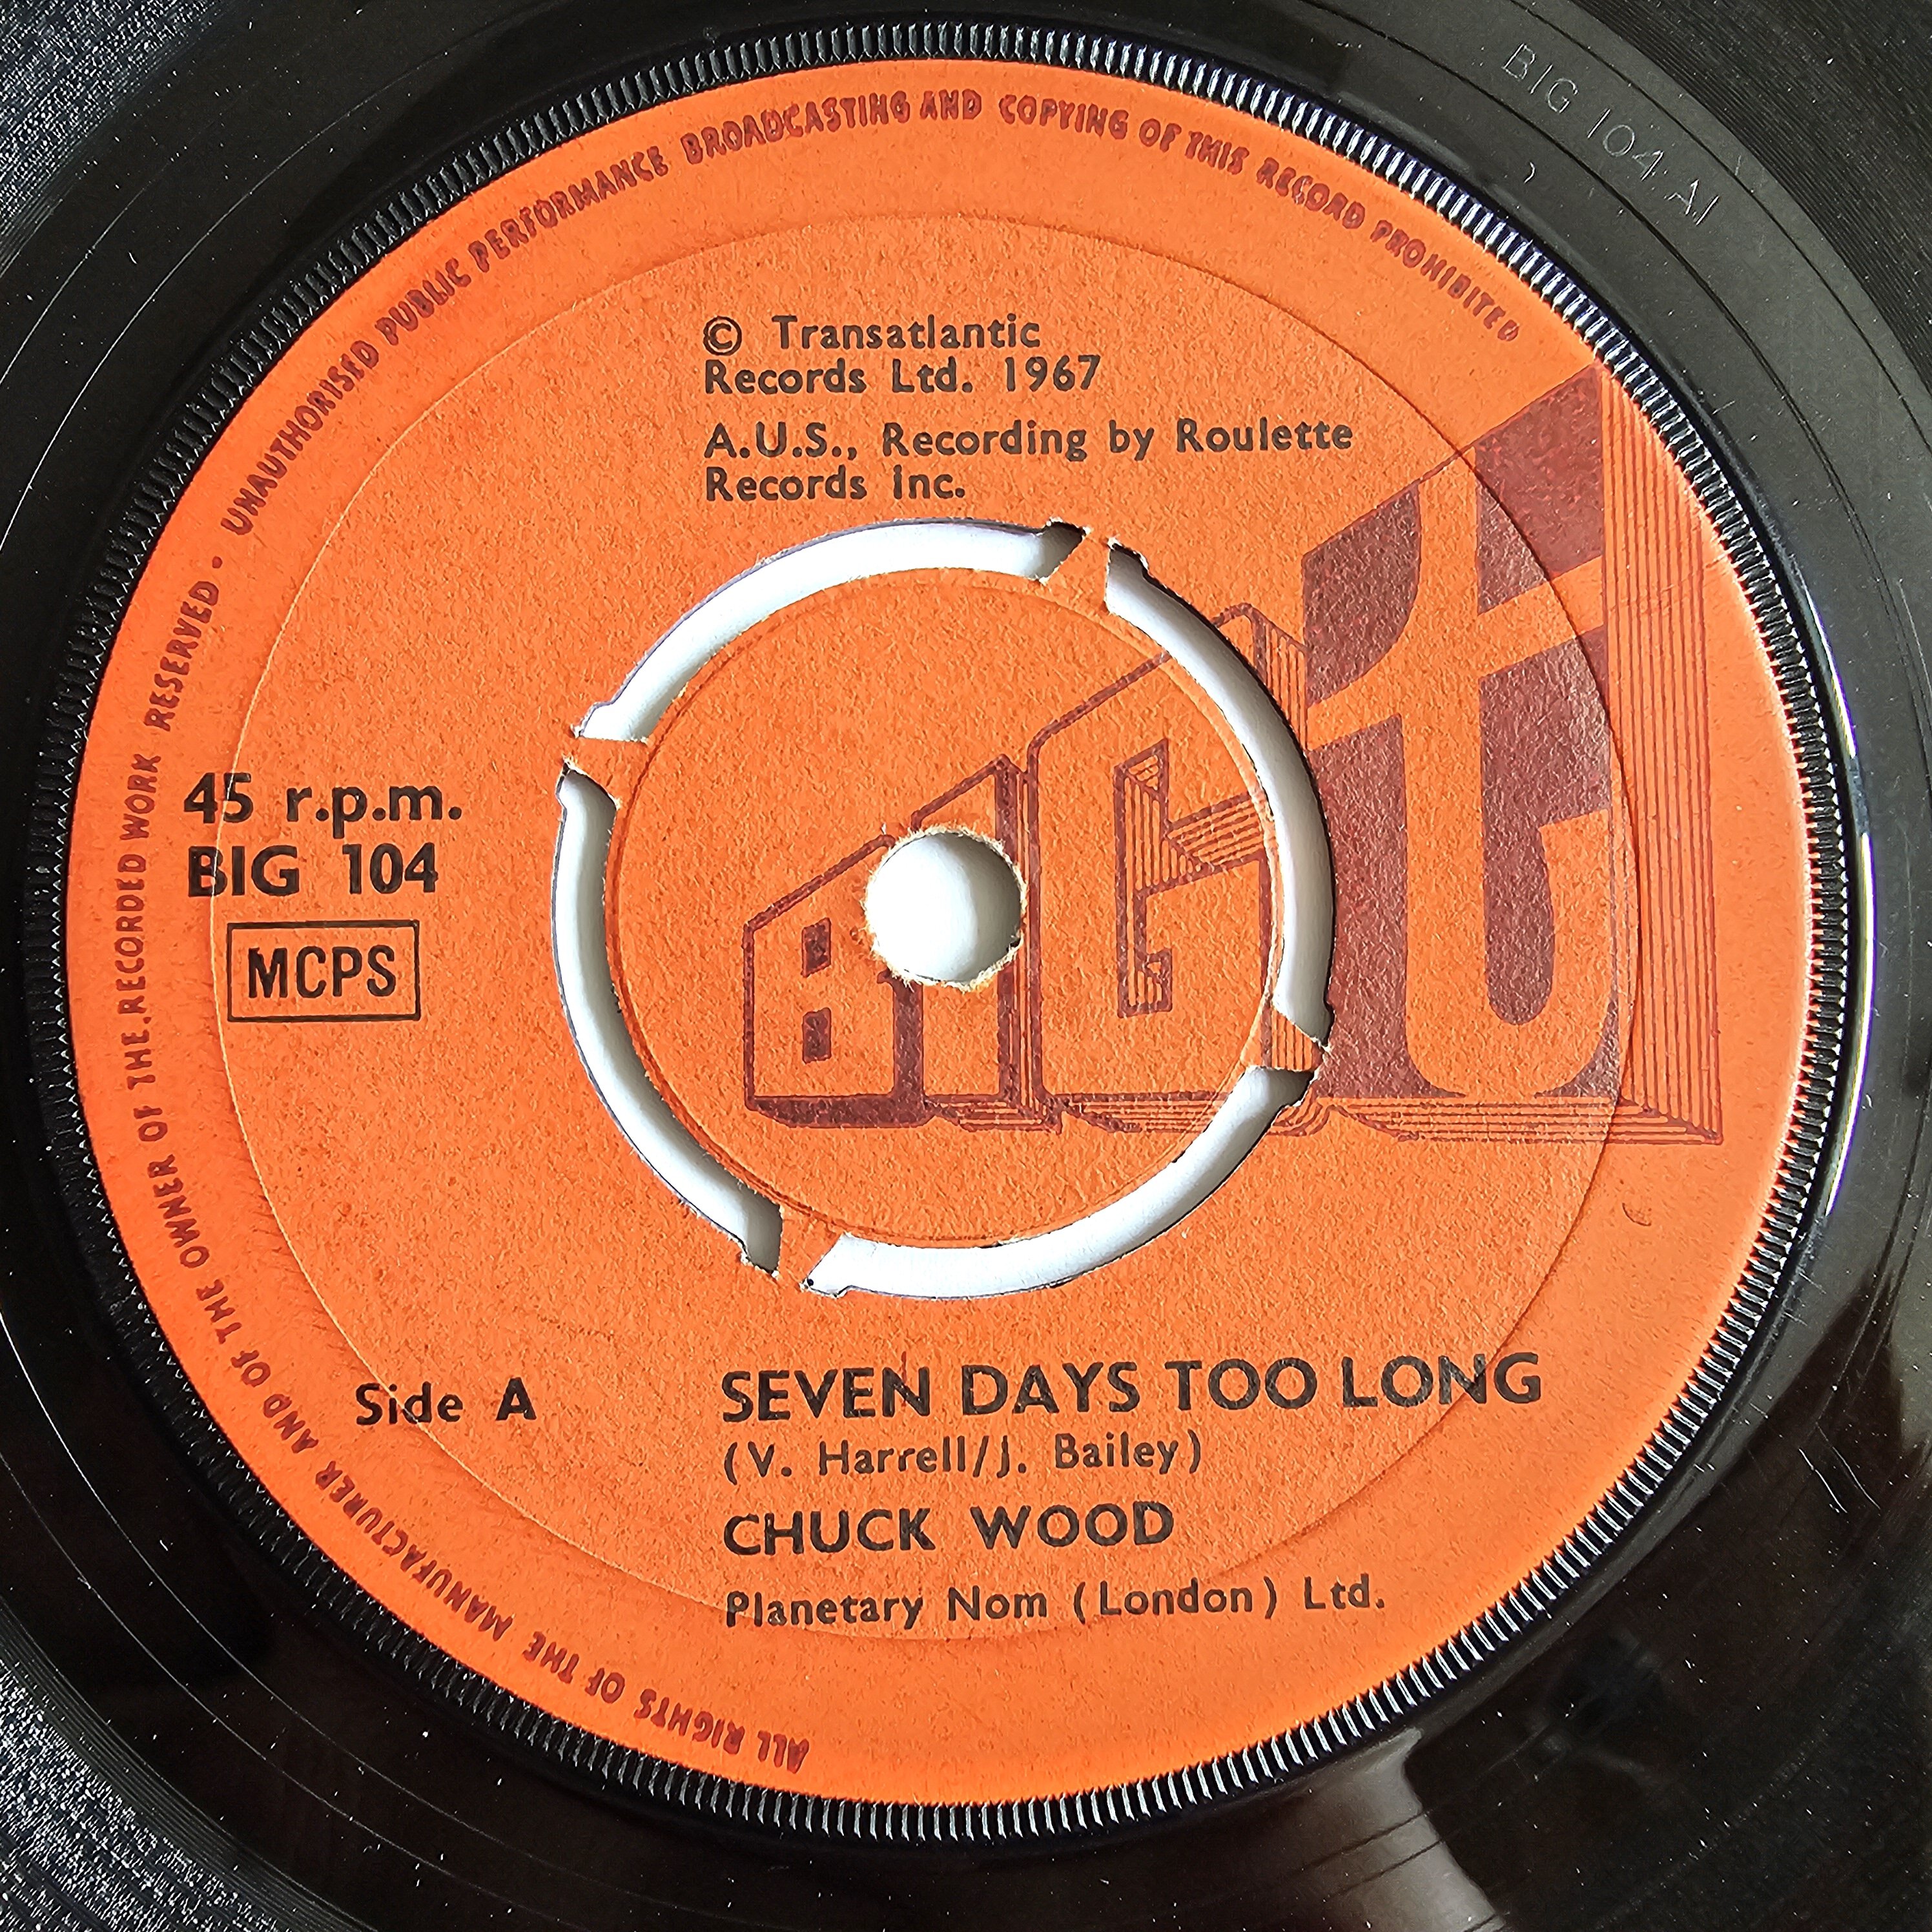 ALL RIGHTS OF THE MANUFACTURER AND OF THE OWNER OF THE RECORDED WORK RESERVED · UNAUTHORISED PUBLIC PERFORMANCE BROADCASTING AND COPYING OF THIS RECORD PROHIBITED
BIG 104 A1
© Transatlantic
Records Ltd. 1967
A.U.S., Recording by Roulette
Records Inc.
BIG t
45 r.p.m.
BIG 104
MCPS
Side A
SEVEN DAYS TOO LONG
(V. Harrell/J. Bailey)
CHUCK WOOD
Planetary Nom (London) Ltd.